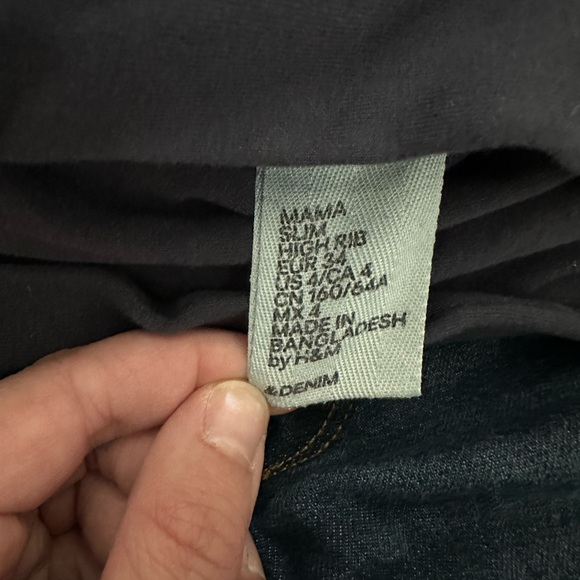 MAMA
SLIM
HIGH RIB
EUR 34
US 4/CA 4
CN 160/64A
MX 4
MADE IN
BANGLADESH
by H&M
&DENIM